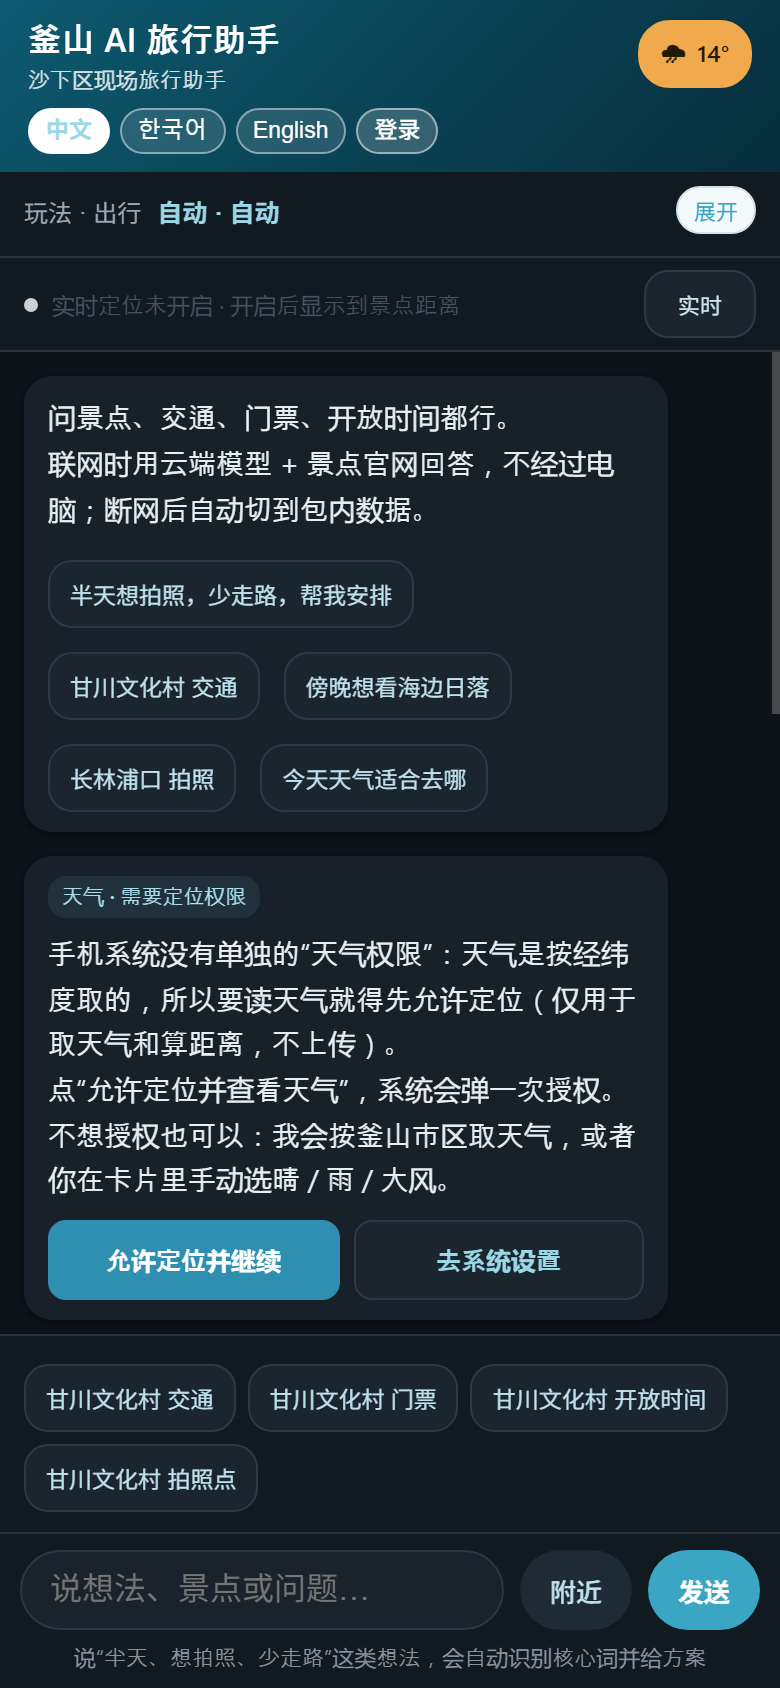 釜山 AI 旅行助手
沙下区现场旅行助手
14°
中文 한국어 English 登录
玩法 · 出行 自动 · 自动 展开
实时定位未开启 · 开启后显示到景点距离 实时
问景点、交通、门票、开放时间都行。
联网时用云端模型 + 景点官网回答，不经过电
脑；断网后自动切到包内数据。
半天想拍照，少走路，帮我安排
甘川文化村 交通 傍晚想看海边日落
长林浦口 拍照 今天天气适合去哪
天气 · 需要定位权限
手机系统没有单独的“天气权限”：天气是按经纬
度取的，所以要读天气就得先允许定位（仅用于
取天气和算距离，不上传）。
点“允许定位并查看天气”，系统会弹一次授权。
不想授权也可以：我会按釜山市区取天气，或者
你在卡片里手动选晴 / 雨 / 大风。
允许定位并继续 去系统设置
甘川文化村 交通 甘川文化村 门票 甘川文化村 开放时间
甘川文化村 拍照点
说想法、景点或问题... 附近 发送
说“半天、想拍照、少走路”这类想法，会自动识别核心词并给方案